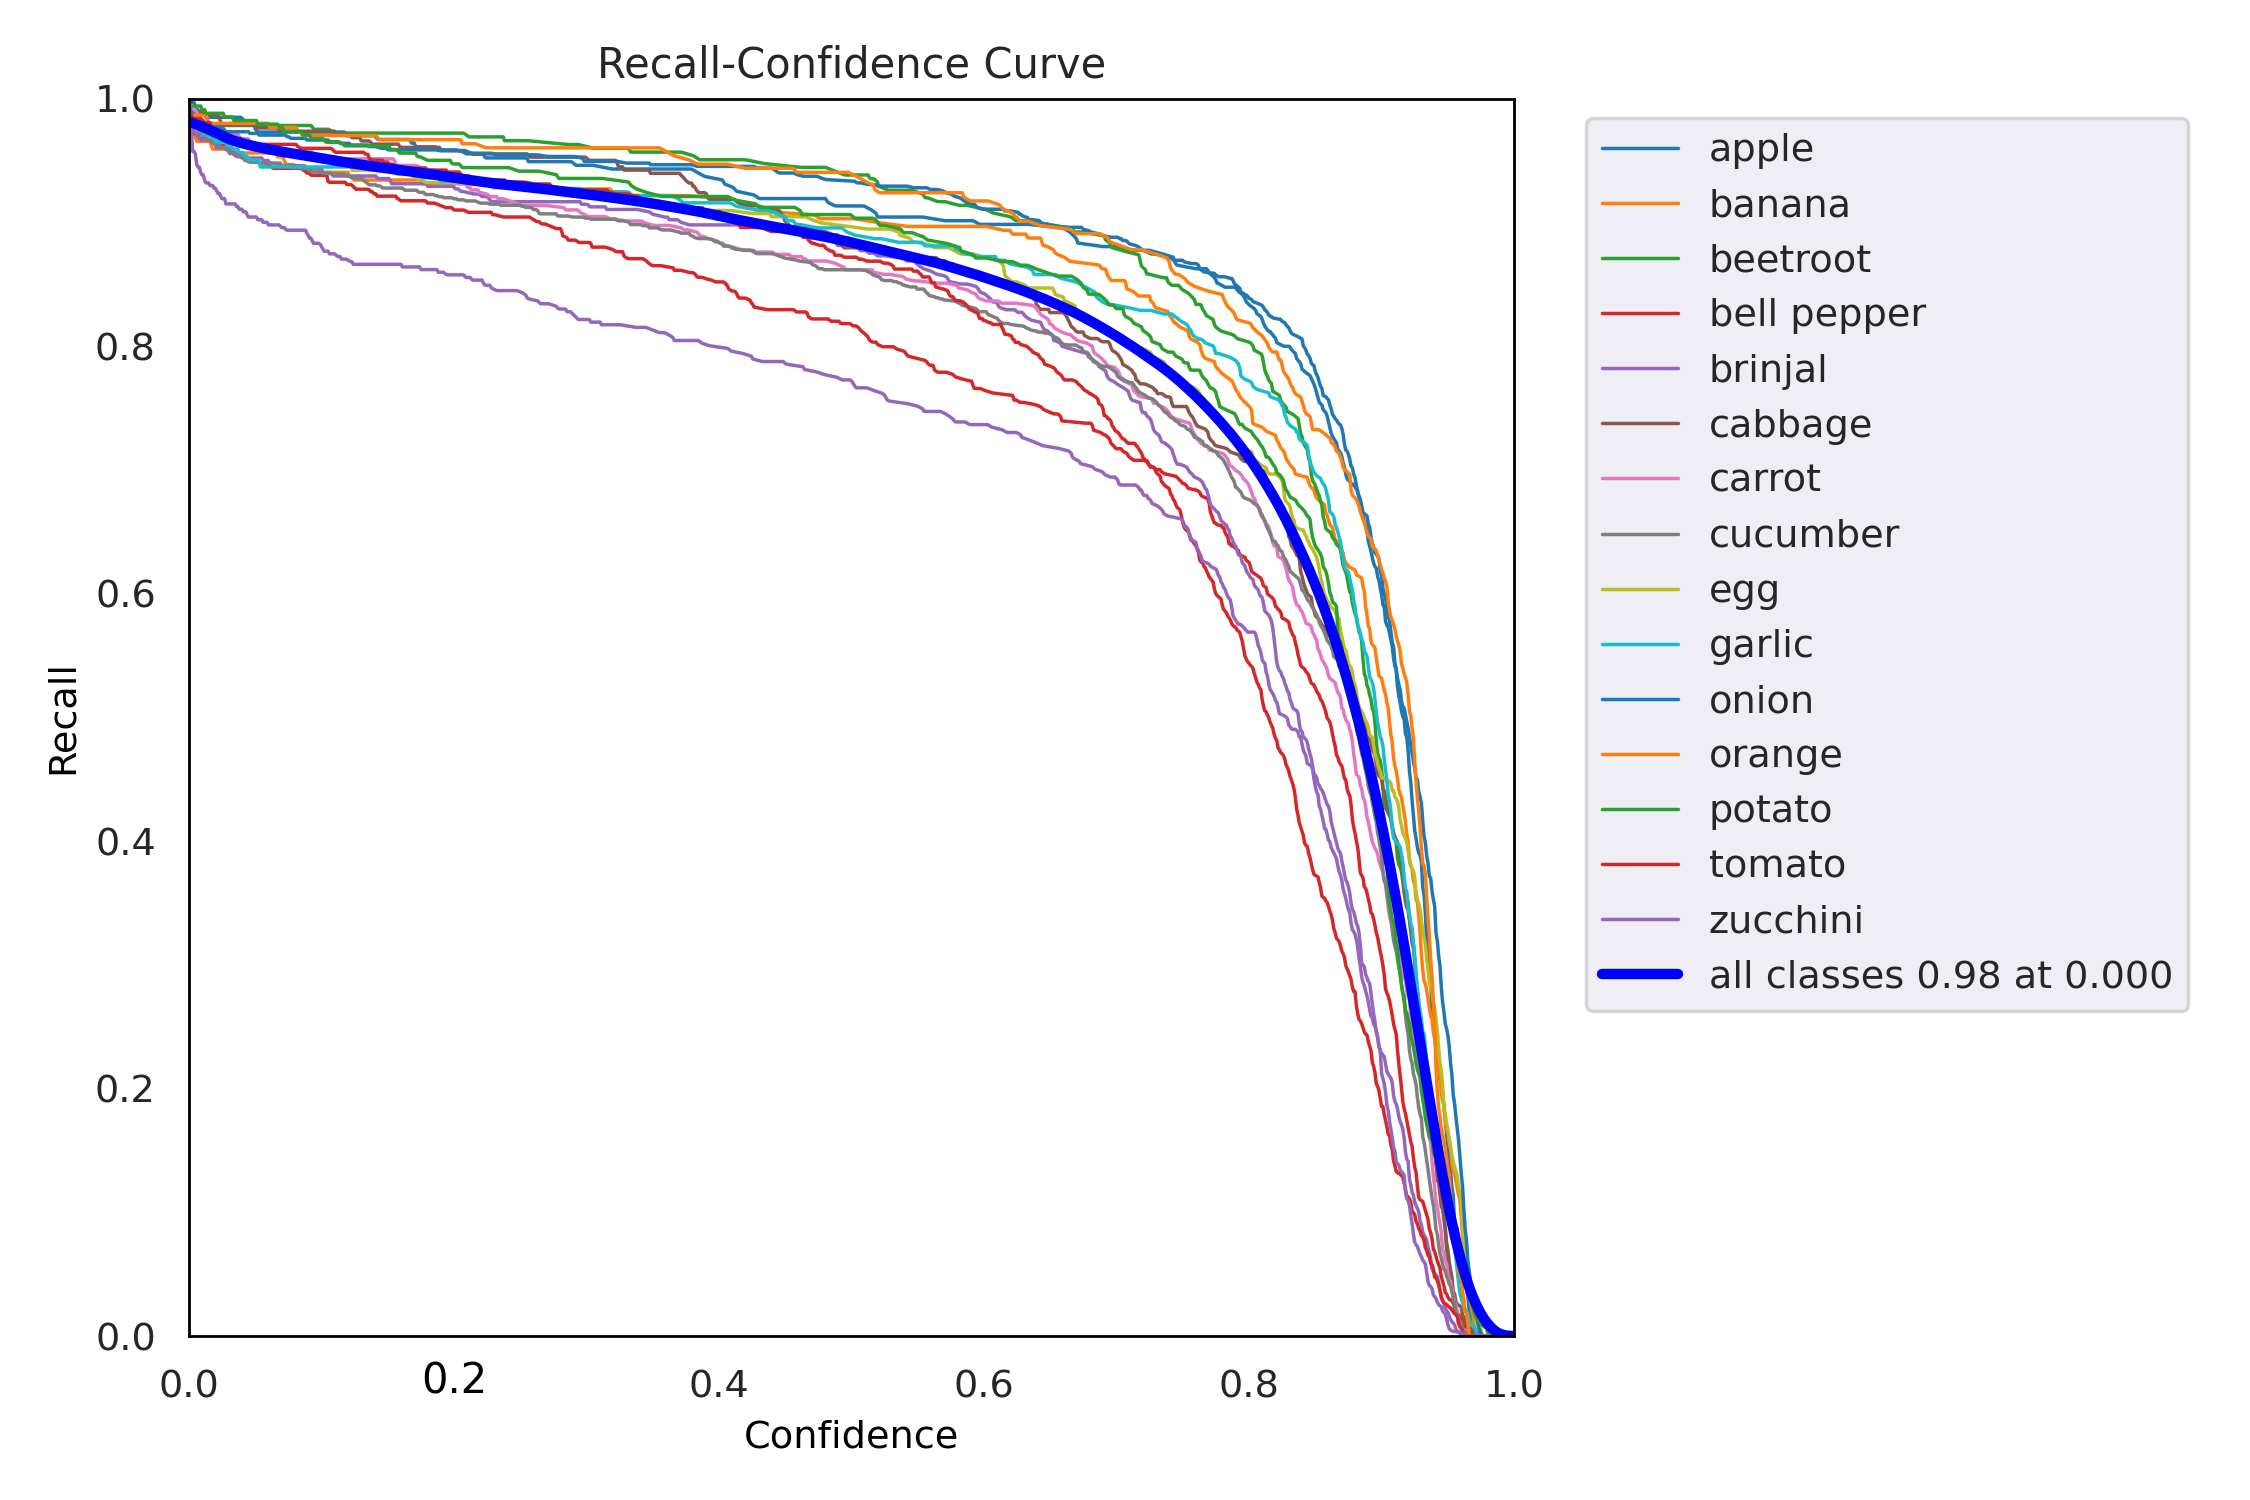 Recall-Confidence Curve
1.0
0.8
0.6
0.4
0.2
0.0
Recall
0.0 0.2 0.4 0.6 0.8 1.0
Confidence
apple
banana
beetroot
bell pepper
brinjal
cabbage
carrot
cucumber
egg
garlic
onion
orange
potato
tomato
zucchini
all classes 0.98 at 0.000